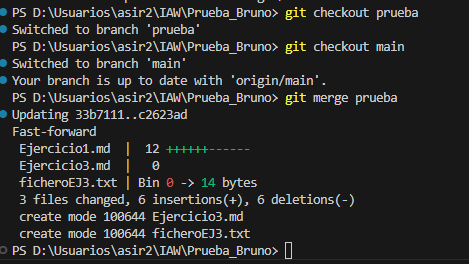 PS D:\Usuarios\asir2\IAW\Prueba_Bruno> git checkout prueba
Switched to branch 'prueba'
PS D:\Usuarios\asir2\IAW\Prueba_Bruno> git checkout main
Switched to branch 'main'
Your branch is up to date with 'origin/main'.
PS D:\Usuarios\asir2\IAW\Prueba_Bruno> git merge prueba
Updating 33b7111..c2623ad
Fast-forward
 Ejercicio1.md  |  12 ++++++------
 Ejercicio3.md  |   0
 ficheroEJ3.txt | Bin 0 -> 14 bytes
 3 files changed, 6 insertions(+), 6 deletions(-)
 create mode 100644 Ejercicio3.md
 create mode 100644 ficheroEJ3.txt
PS D:\Usuarios\asir2\IAW\Prueba_Bruno>